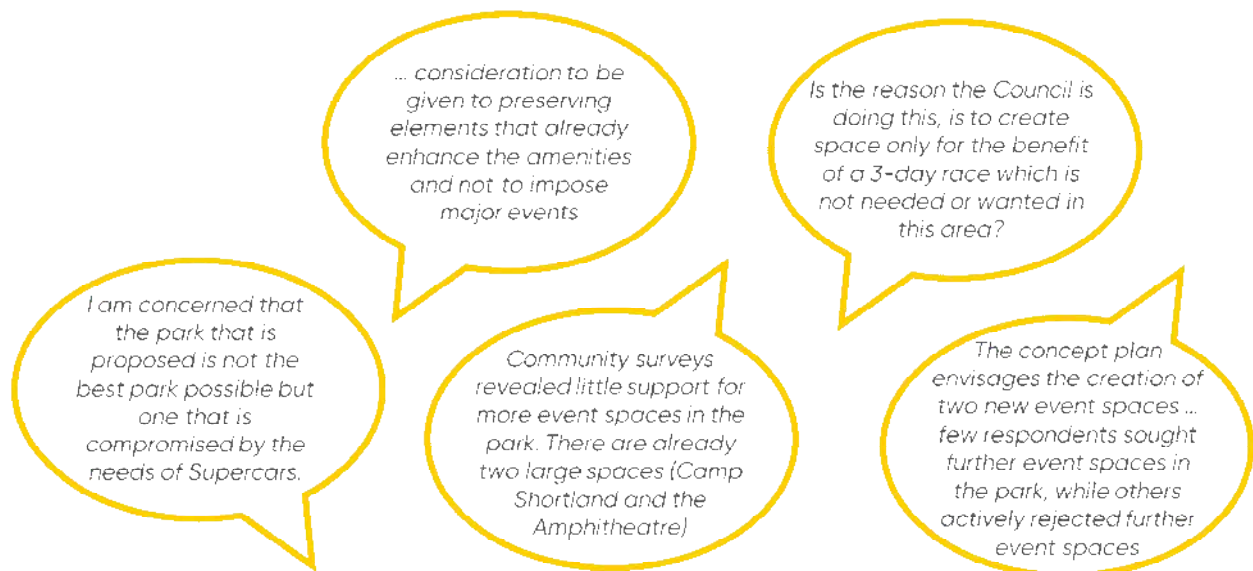 ... consideration to be
given to preserving
elements that already
enhance the amenities
and not to impose
major events
Is the reason the Council is
doing this, is to create
space only for the benefit
of a 3-day race which is
not needed or wanted in
this area?
I am concerned that
the park that is
proposed is not the
best park possible but
one that is
compromised by the
needs of Supercars.
Community surveys
revealed little support for
more event spaces in the
park. There are already
two large spaces (Camp
Shortland and the
Amphitheatre)
The concept plan
envisages the creation of
two new event spaces ...
few respondents sought
further event spaces in
the park, while others
actively rejected further
event spaces